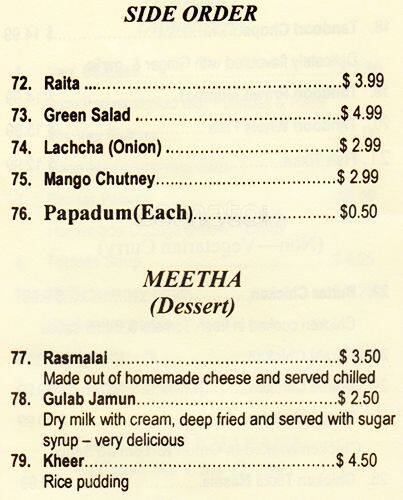 SIDE ORDER
72. Raita ....................................$ 3.99
73. Green Salad ....................................$ 4.99
74. Lachcha (Onion) ..............................$ 2.99
75. Mango Chutney...............................$ 2.99
76. Papadum(Each)........................... $0.50
MEETHA
(Dessert)
77. Rasmalai .......................................$ 3.50
Made out of homemade cheese and served chilled
78. Gulab Jamun...................................$ 2.50
Dry milk with cream, deep fried and served with sugar
syrup – very delicious
79. Kheer............................................$ 4.50
Rice pudding